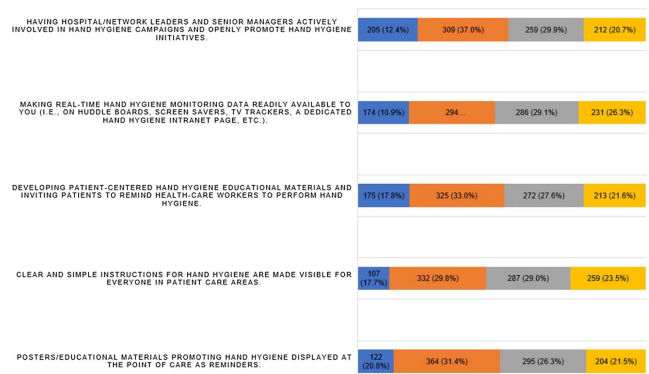 HAVING HOSPITAL/NETWORK LEADERS AND SENIOR MANAGERS ACTIVELY
INVOLVED IN HAND HYGIENE CAMPAIGNS AND OPENLY PROMOTE HAND HYGIENE
INITIATIVES.
205 (12.4%) 309 (37.0%) 259 (29.9%) 212 (20.7%)
MAKING REAL-TIME HAND HYGIENE MONITORING DATA READILY AVAILABLE TO
YOU (I.E., ON HUDDLE BOARDS, SCREEN SAVERS, TV TRACKERS, A DEDICATED
HAND HYGIENE INTRANET PAGE, ETC.).
174 (10.9%) 294... 286 (29.1%) 231 (26.3%)
DEVELOPING PATIENT-CENTERED HAND HYGIENE EDUCATIONAL MATERIALS AND
INVITING PATIENTS TO REMIND HEALTH-CARE WORKERS TO PERFORM HAND
HYGIENE.
175 (17.8%) 325 (33.0%) 272 (27.6%) 213 (21.6%)
CLEAR AND SIMPLE INSTRUCTIONS FOR HAND HYGIENE ARE MADE VISIBLE FOR
EVERYONE IN PATIENT CARE AREAS.
107
(17.7%) 332 (29.8%) 287 (29.0%) 259 (23.5%)
POSTERS/EDUCATIONAL MATERIALS PROMOTING HAND HYGIENE DISPLAYED AT
THE POINT OF CARE AS REMINDERS.
122
(20.8%) 364 (31.4%) 295 (26.3%) 204 (21.5%)